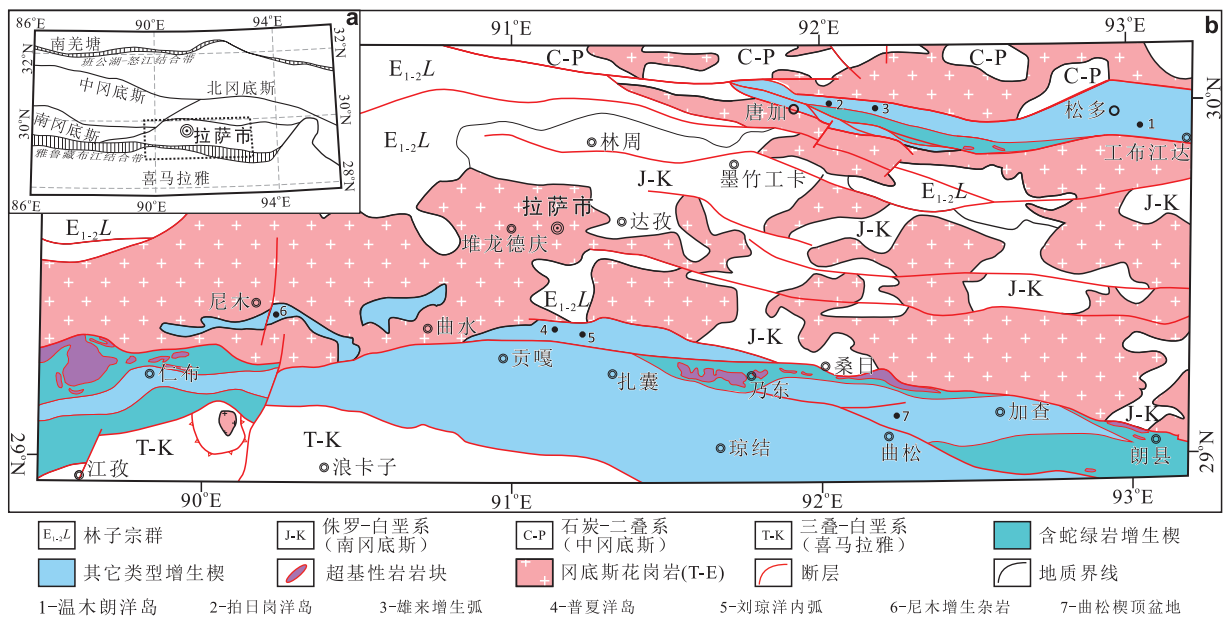 a
86°E
90°E
94°E
32°N
32°N
南羌塘
班公湖-怒江结合带
中冈底斯
北冈底斯
30°N
30°N
南冈底斯
拉萨市
雅鲁藏布江结合带
喜马拉雅
28°N
86°E
90°E
94°E
b
91°E
92°E
93°E
C-P
C-P
C-P
E₁₋₂L
30°N
30°N
唐加
2
3
松多
1
工布江达
林周
E₁₋₂L
墨竹工卡
J-K
E₁₋₂L
J-K
拉萨市
达孜
堆龙德庆
E₁₋₂L
J-K
J-K
尼木
6
E₁₋₂L
曲水
4
5
J-K
贡嘎
桑日
仁布
扎囊
乃东
加查
7
J-K
T-K
29°N
29°N
江孜
浪卡子
琼结
曲松
朗县
90°E
91°E
92°E
93°E
E₁₋₂L 林子宗群
J-K 侏罗-白垩系
(南冈底斯)
C-P 石炭-二叠系
(中冈底斯)
T-K 三叠-白垩系
(喜马拉雅)
含蛇绿岩增生楔
其它类型增生楔
超基性岩岩块
冈底斯花岗岩(T-E)
断层
地质界线
1-温木朗洋岛
2-拍日岗洋岛
3-雄来增生弧
4-普夏洋岛
5-刘琼洋内弧
6-尼木增生杂岩
7-曲松楔顶盆地